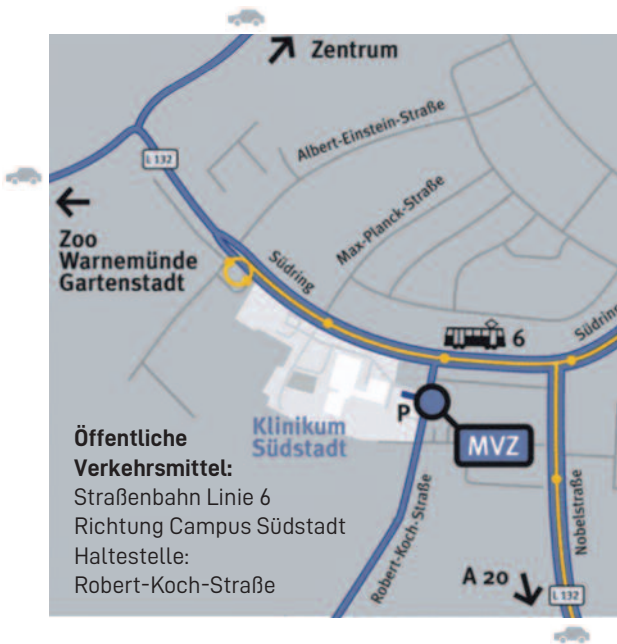 Zentrum
Albert-Einstein-Straße
L 132
Max-Planck-Straße
Zoo
Warnemünde
Gartenstadt
Südring
6
Südring
P
Klinikum
Südstadt
MVZ
Öffentliche
Verkehrsmittel:
Straßenbahn Linie 6
Richtung Campus Südstadt
Haltestelle:
Robert-Koch-Straße
Robert-Koch-Straße
Nobelstraße
A 20
L 132